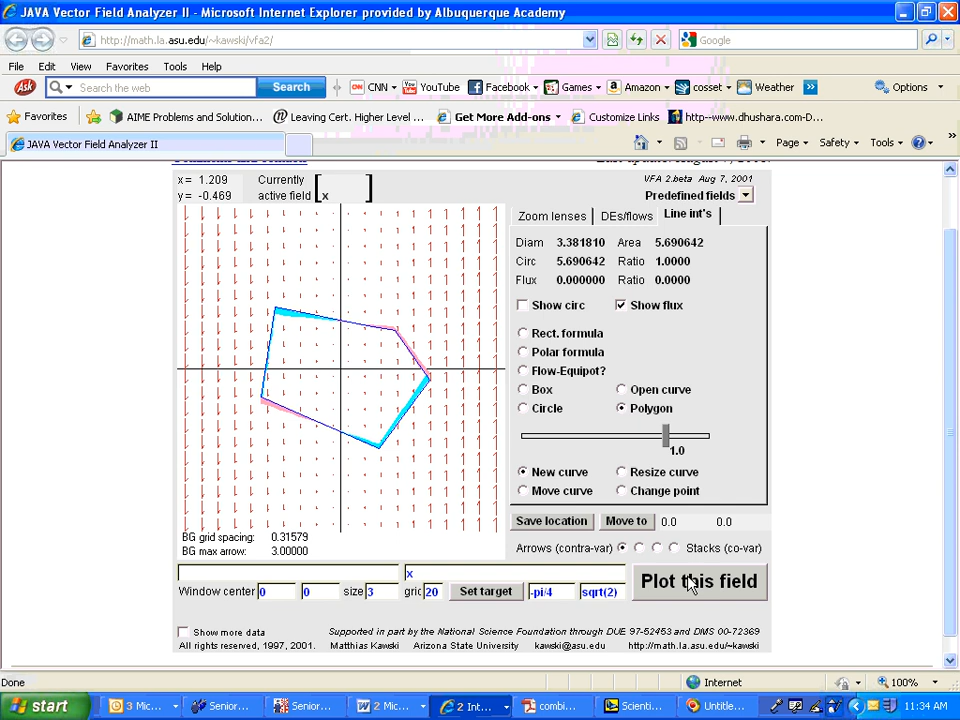 JAVA Vector Field Analyzer II - Microsoft Internet Explorer provided by Albuquerque Academy
http://math.la.asu.edu/~kawski/vfa2/
Google
File Edit View Favorites Tools Help
Ask Search the web Search CNN YouTube Facebook Games Amazon cosset Weather Options
Favorites AIME Problems and Solution... Leaving Cert. Higher Level ... Get More Add-ons Customize Links http--www.dhushara.com-D...
JAVA Vector Field Analyzer II
Page Safety Tools
x = 1.209 Currently
y = -0.469 active field x
VFA 2.beta Aug 7, 2001
Predefined fields
Zoom lenses DEs/flows Line int's
Diam 3.381810 Area 5.690642
Circ 5.690642 Ratio 1.0000
Flux 0.000000 Ratio 0.0000
Show circ Show flux
Rect. formula
Polar formula
Flow-Equipot?
Box Open curve
Circle Polygon
1.0
New curve Resize curve
Move curve Change point
Save location Move to 0.0 0.0
BG grid spacing: 0.31579
BG max arrow: 3.00000
Arrows (contra-var) Stacks (co-var)
x
Plot this field
Window center 0 0 size 3 gric 20 Set target -pi/4 sqrt(2)
Show more data
Supported in part by the National Science Foundation through DUE 97-52453 and DMS 00-72369
All rights reserved, 1997, 2001. Matthias Kawski Arizona State University kawski@asu.edu http://math.la.asu.edu/~kawski
Done Internet 100%
start 3 Mic... Senior... Senior... 2 Mic... 2 Int... combi... Scienti... Untitle... 11:34 AM